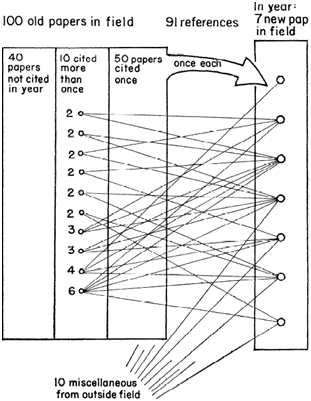 100 old papers in field
91 references
In year:
7 new pap
in field
40
papers
not cited
in year
10 cited
more
than
once
50 papers
cited
once
once each
2
2
2
2
2
2
3
3
4
6
10 miscellaneous
from outside field